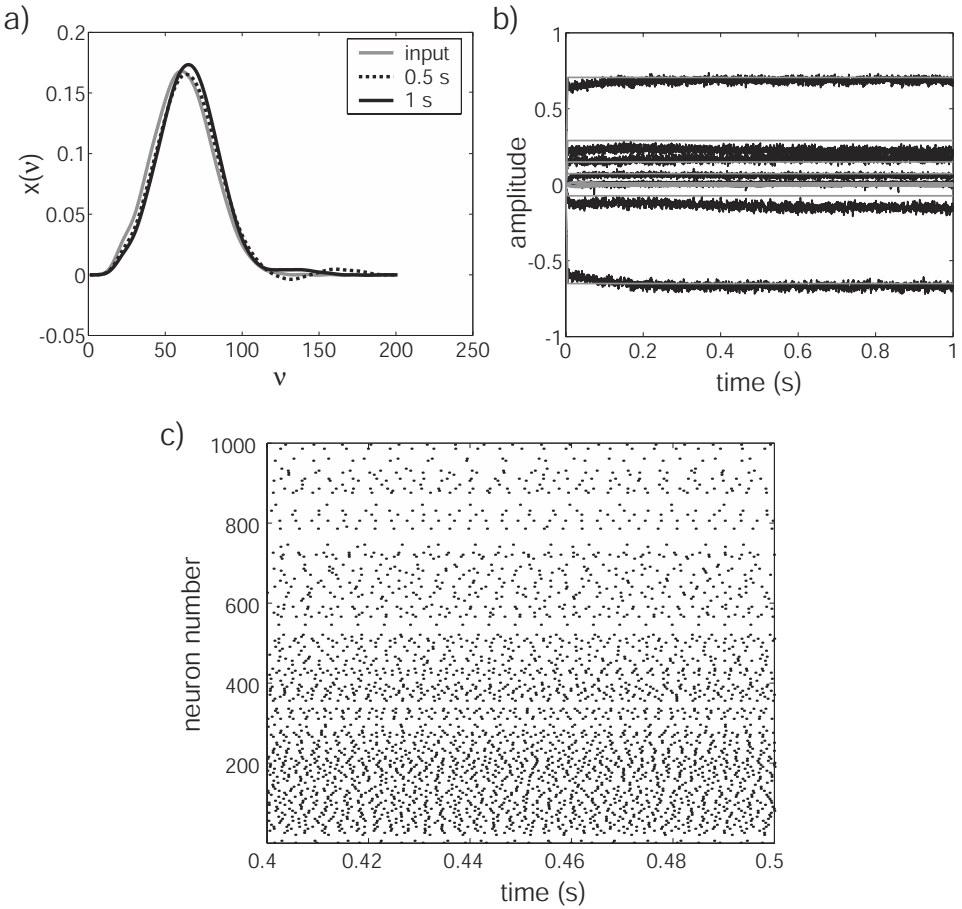 a)
0.2
0.15
0.1
0.05
0
-0.05
x(ν)
0
50
100
150
200
250
ν
input
0.5 s
1 s
b)
1
0.5
0
-0.5
-1
amplitude
0
0.2
0.4
0.6
0.8
1
time (s)
c)
1000
800
600
400
200
neuron number
0.4
0.42
0.44
0.46
0.48
0.5
time (s)